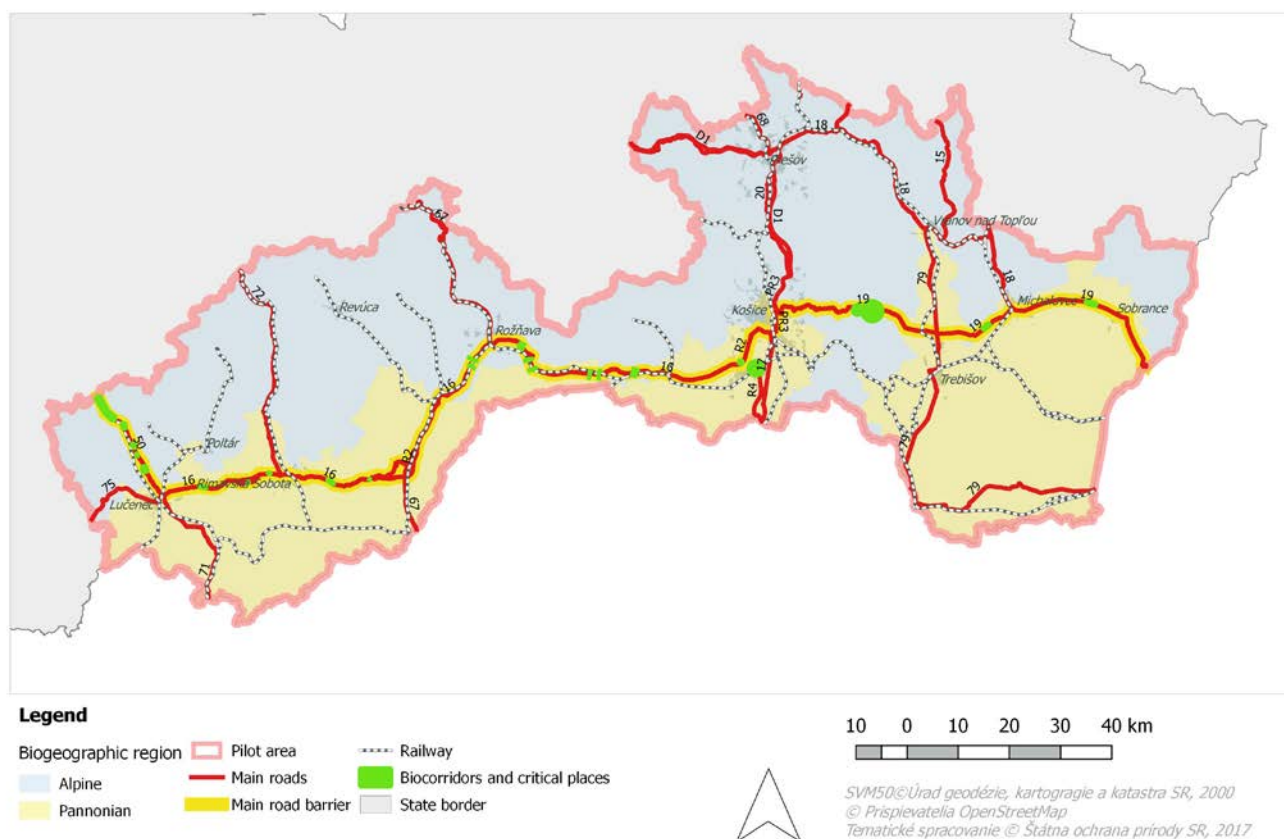 68
18
D1
15
Prešov
20
18
67
D1
Vranov nad Topľou
72
79
18
PR3
Revúca
Košice
PR3
19
Michalovce
19
Sobrance
Rožňava
R2
19
16
16
17
Trebišov
R4
50
Poltár
R2
16
16
79
75
Rimavská Sobota
Lučenec
67
79
71
Legend
Biogeographic region
Alpine
Pannonian
Pilot area
Main roads
Main road barrier
Railway
Biocorridors and critical places
State border
10 0 10 20 30 40 km
SVM50©Úrad geodézie, kartogragie a katastra SR, 2000
© Prispievatelia OpenStreetMap
Tematické spracovanie © Štátna ochrana prírody SR, 2017